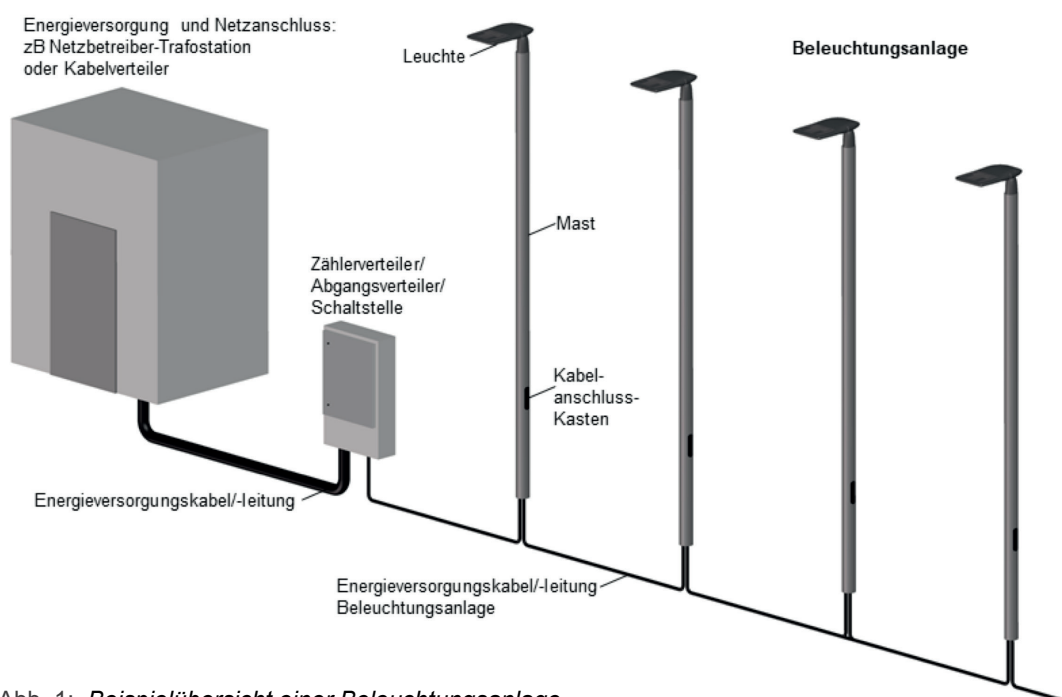 Energieversorgung und Netzanschluss:
zB Netzbetreiber-Trafostation
oder Kabelverteiler
Leuchte
Beleuchtungsanlage
Mast
Zählerverteiler/
Abgangsverteiler/
Schaltstelle
Kabel-
anschluss-
Kasten
Energieversorgungskabel/-leitung
Energieversorgungskabel/-leitung
Beleuchtungsanlage
Abb. 1: Beispielübersicht einer Beleuchtungsanlage